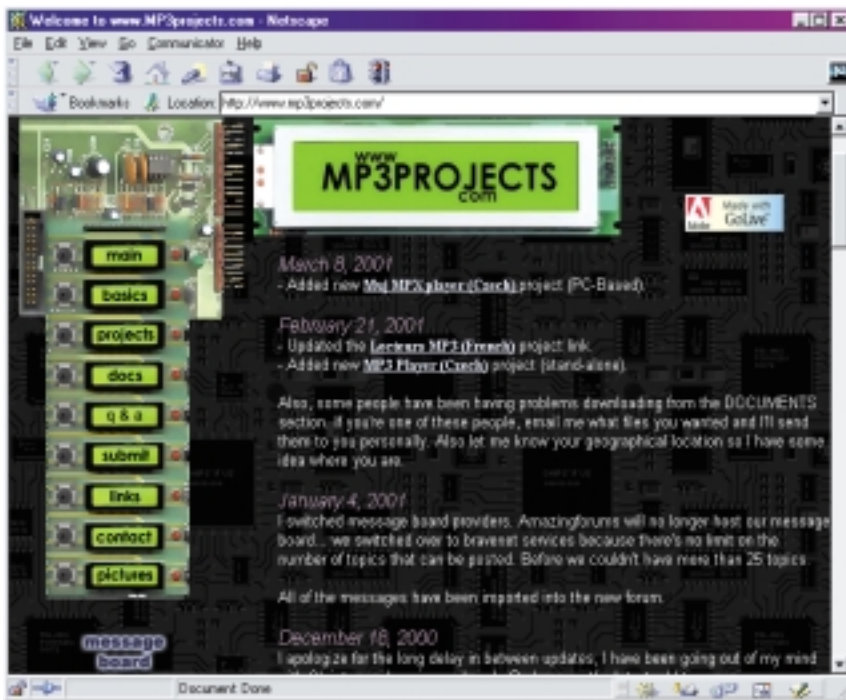 Welcome to www.MP3projects.com - Netscape
File Edit View Go Communicator Help
Bookmarks Location: http://www.mp3projects.com/
www
MP3PROJECTS
com
Adobe
Made with
GoLive
main
basics
projects
docs
q & a
submit
links
contact
pictures
message
board
March 8, 2001
- Added new Muj MPX player (Czech) project (PC-Based).
February 21, 2001
- Updated the Lecteurs MP3 (French) project link.
- Added new MP3 Player (Czech) project (stand-alone).
Also, some people have been having problems downloading from the DOCUMENTS
section, if you're one of these people, email me what files you wanted and I'll send
them to you personally. Also let me know your geographical location so I have some
idea where you are.
January 4, 2001
I switched message board providers. Amazingforums will no longer host our message
board... we switched over to bravenet services because there's no limit on the
number of topics that can be posted. Before we couldn't have more than 25 topics.
All of the messages have been imported into the new forum.
December 18, 2000
I apologize for the long delay in between updates, I have been going out of my mind
Document Done